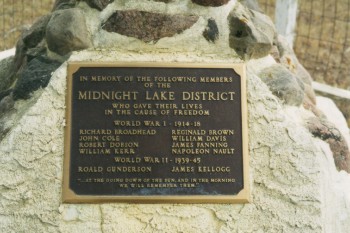 IN MEMORY OF THE FOLLOWING MEMBERS
OF THE
MIDNIGHT LAKE DISTRICT
WHO GAVE THEIR LIVES
IN THE CAUSE OF FREEDOM
WORLD WAR I - 1914-18
RICHARD BROADHEAD REGINALD BROWN
JOHN COLE WILLIAM DAVIS
ROBERT DOBSON JAMES PANNING
WILLIAM KERR NAPOLEON NAULT
WORLD WAR II - 1939-45
ROALD GUNDERSON JAMES KELLOGG
"...AT THE GOING DOWN OF THE SUN, AND IN THE MORNING
WE WILL REMEMBER THEM."